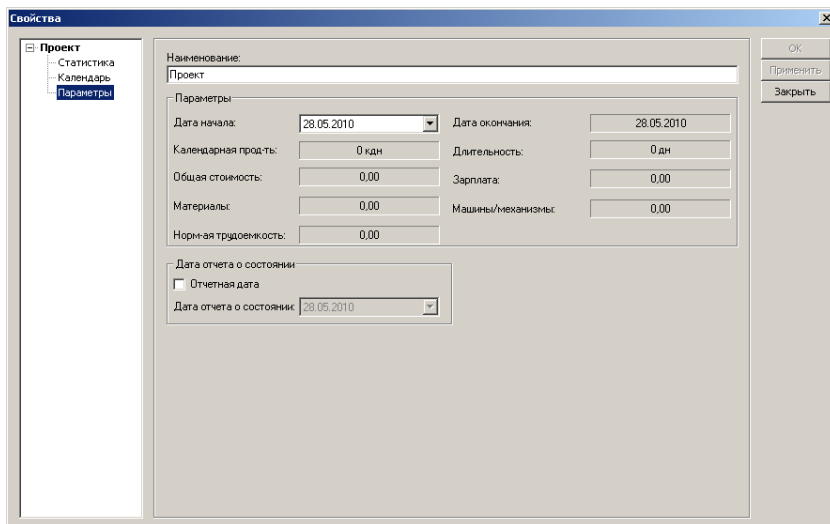 Свойства
Проект
Статистика
Календарь
Параметры
Наименование:
Проект
Параметры
Дата начала: 28.05.2010 Дата окончания: 28.05.2010
Календарная прод-ть: 0 кдн Длительность: 0 дн
Общая стоимость: 0,00 Зарплата: 0,00
Материалы: 0,00 Машины/механизмы: 0,00
Норм-ая трудоемкость: 0,00
Дата отчета о состоянии
Отчетная дата
Дата отчета о состоянии: 28.05.2010
ОК
Применить
Закрыть